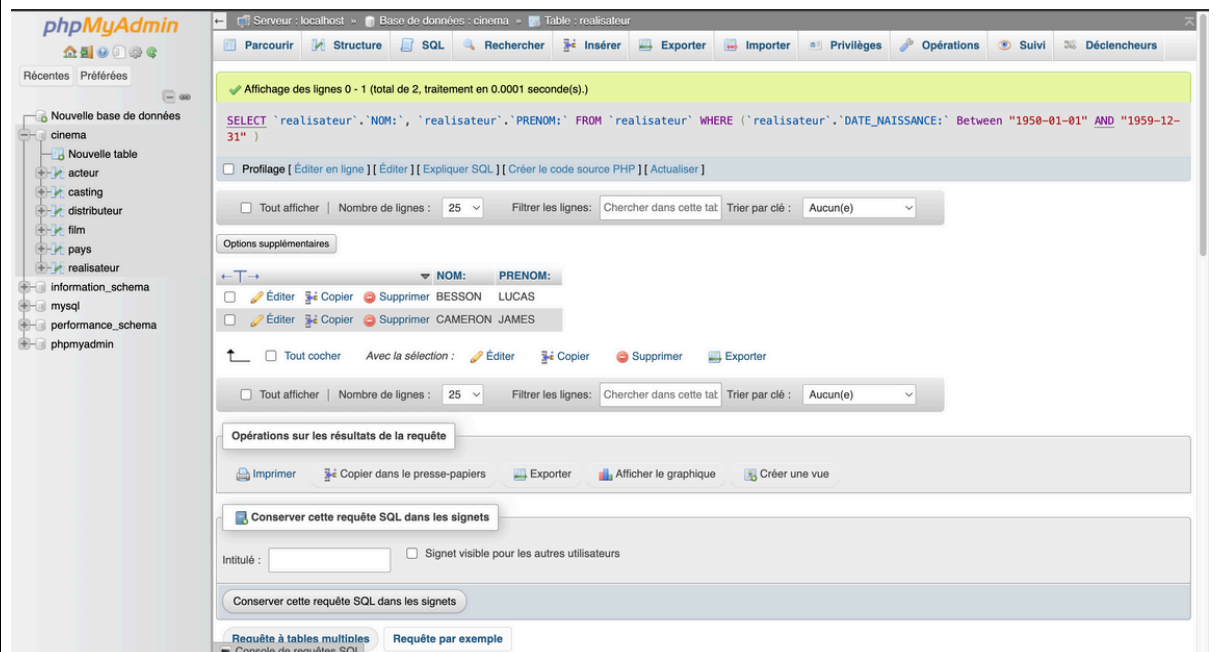 phpMyAdmin
Récentes Préférées
Nouvelle base de données
cinema
Nouvelle table
acteur
casting
distributeur
film
pays
realisateur
information_schema
mysql
performance_schema
phpmyadmin
Serveur : localhost » Base de données : cinema » Table : realisateur
Parcourir Structure SQL Rechercher Insérer Exporter Importer Privilèges Opérations Suivi Déclencheurs
Affichage des lignes 0 - 1 (total de 2, traitement en 0.0001 seconde(s).)
SELECT `realisateur`.`NOM:`, `realisateur`.`PRENOM:` FROM `realisateur` WHERE (`realisateur`.`DATE_NAISSANCE:` Between "1950-01-01" AND "1959-12-
31" )
Profilage [ Éditer en ligne ] [ Éditer ] [ Expliquer SQL ] [ Créer le code source PHP ] [ Actualiser ]
Tout afficher | Nombre de lignes : 25 Filtrer les lignes: Chercher dans cette tab Trier par clé : Aucun(e)
Options supplémentaires
←T→ NOM: PRENOM:
Éditer Copier Supprimer BESSON LUCAS
Éditer Copier Supprimer CAMERON JAMES
Tout cocher Avec la sélection : Éditer Copier Supprimer Exporter
Tout afficher | Nombre de lignes : 25 Filtrer les lignes: Chercher dans cette tab Trier par clé : Aucun(e)
Opérations sur les résultats de la requête
Imprimer Copier dans le presse-papiers Exporter Afficher le graphique Créer une vue
Conserver cette requête SQL dans les signets
Intitulé : Signet visible pour les autres utilisateurs
Conserver cette requête SQL dans les signets
Requête à tables multiples Requête par exemple
Console de requêtes SQL